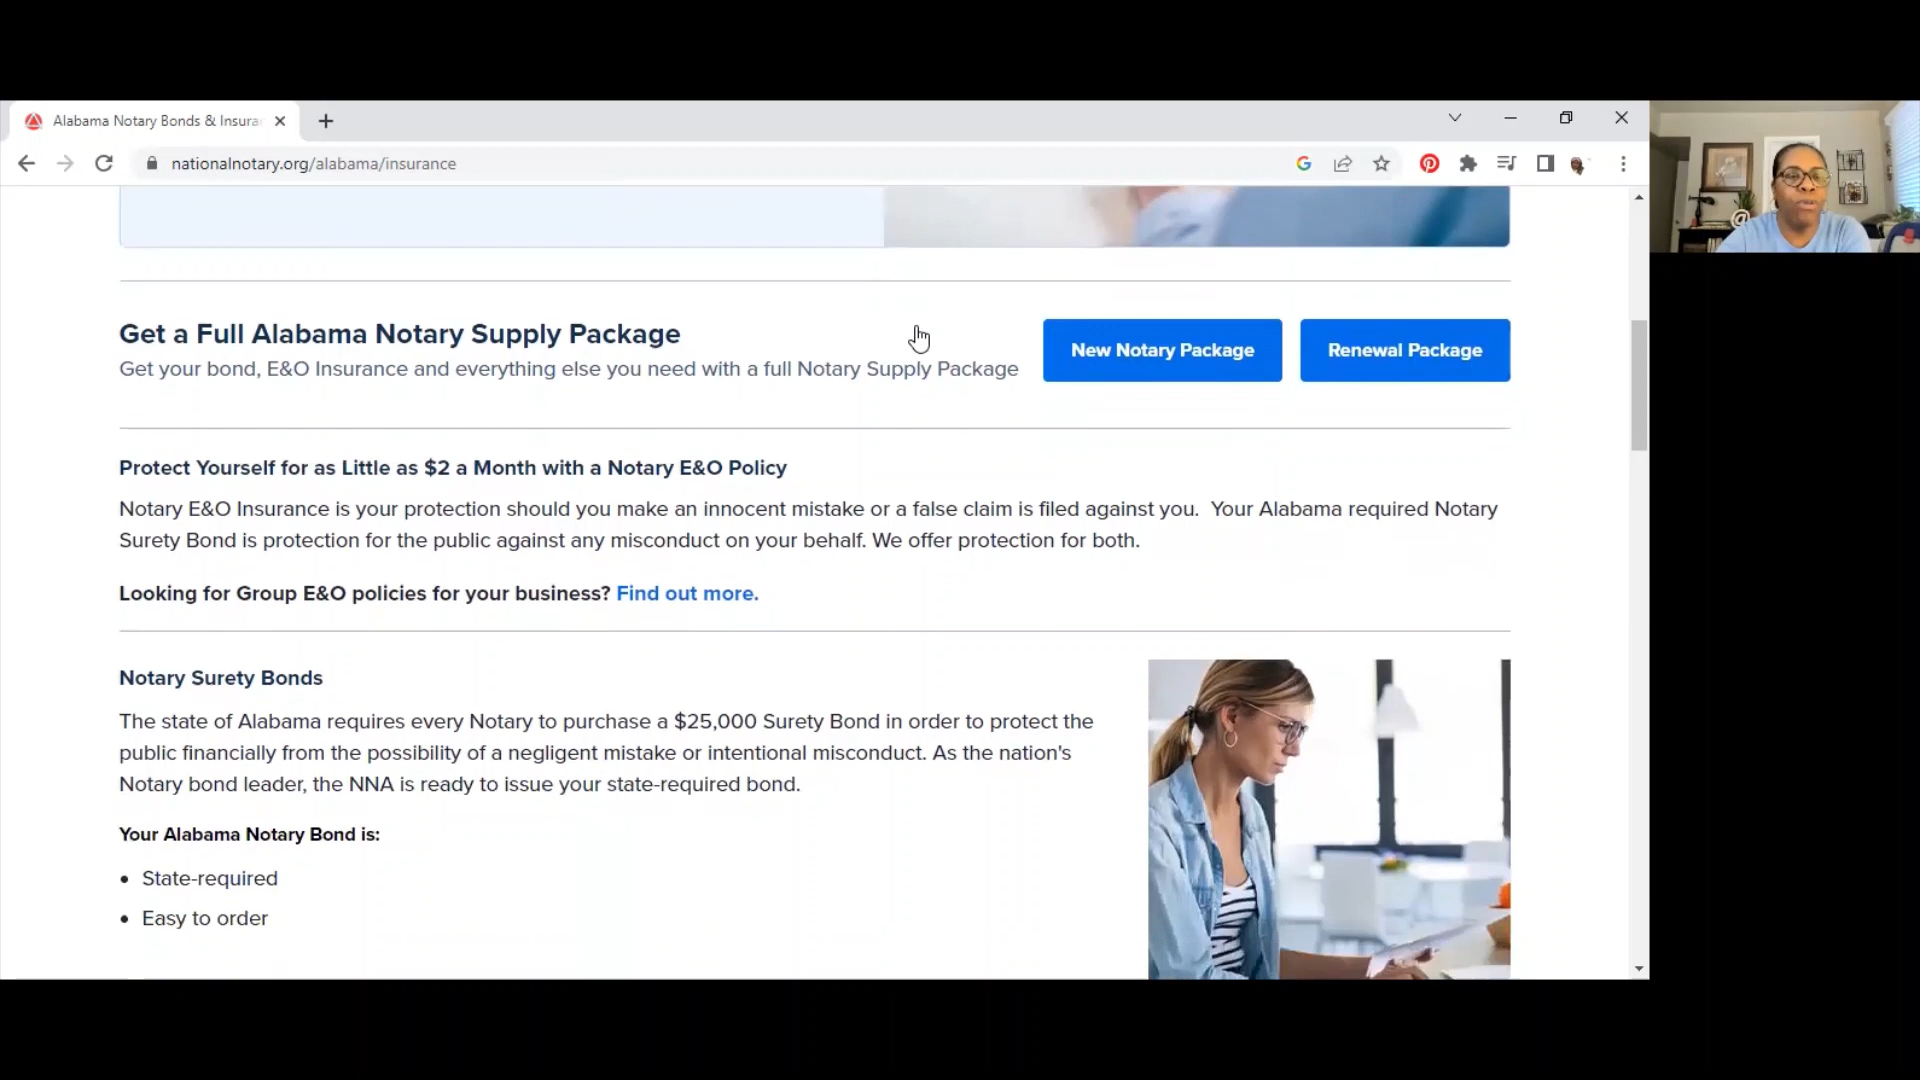 Alabama Notary Bonds & Insura
nationalnotary.org/alabama/insurance
Get a Full Alabama Notary Supply Package
Get your bond, E&O Insurance and everything else you need with a full Notary Supply Package
New Notary Package
Renewal Package
Protect Yourself for as Little as $2 a Month with a Notary E&O Policy
Notary E&O Insurance is your protection should you make an innocent mistake or a false claim is filed against you.  Your Alabama required Notary
Surety Bond is protection for the public against any misconduct on your behalf. We offer protection for both.
Looking for Group E&O policies for your business? Find out more.
Notary Surety Bonds
The state of Alabama requires every Notary to purchase a $25,000 Surety Bond in order to protect the
public financially from the possibility of a negligent mistake or intentional misconduct. As the nation's
Notary bond leader, the NNA is ready to issue your state-required bond.
Your Alabama Notary Bond is:
• State-required
• Easy to order